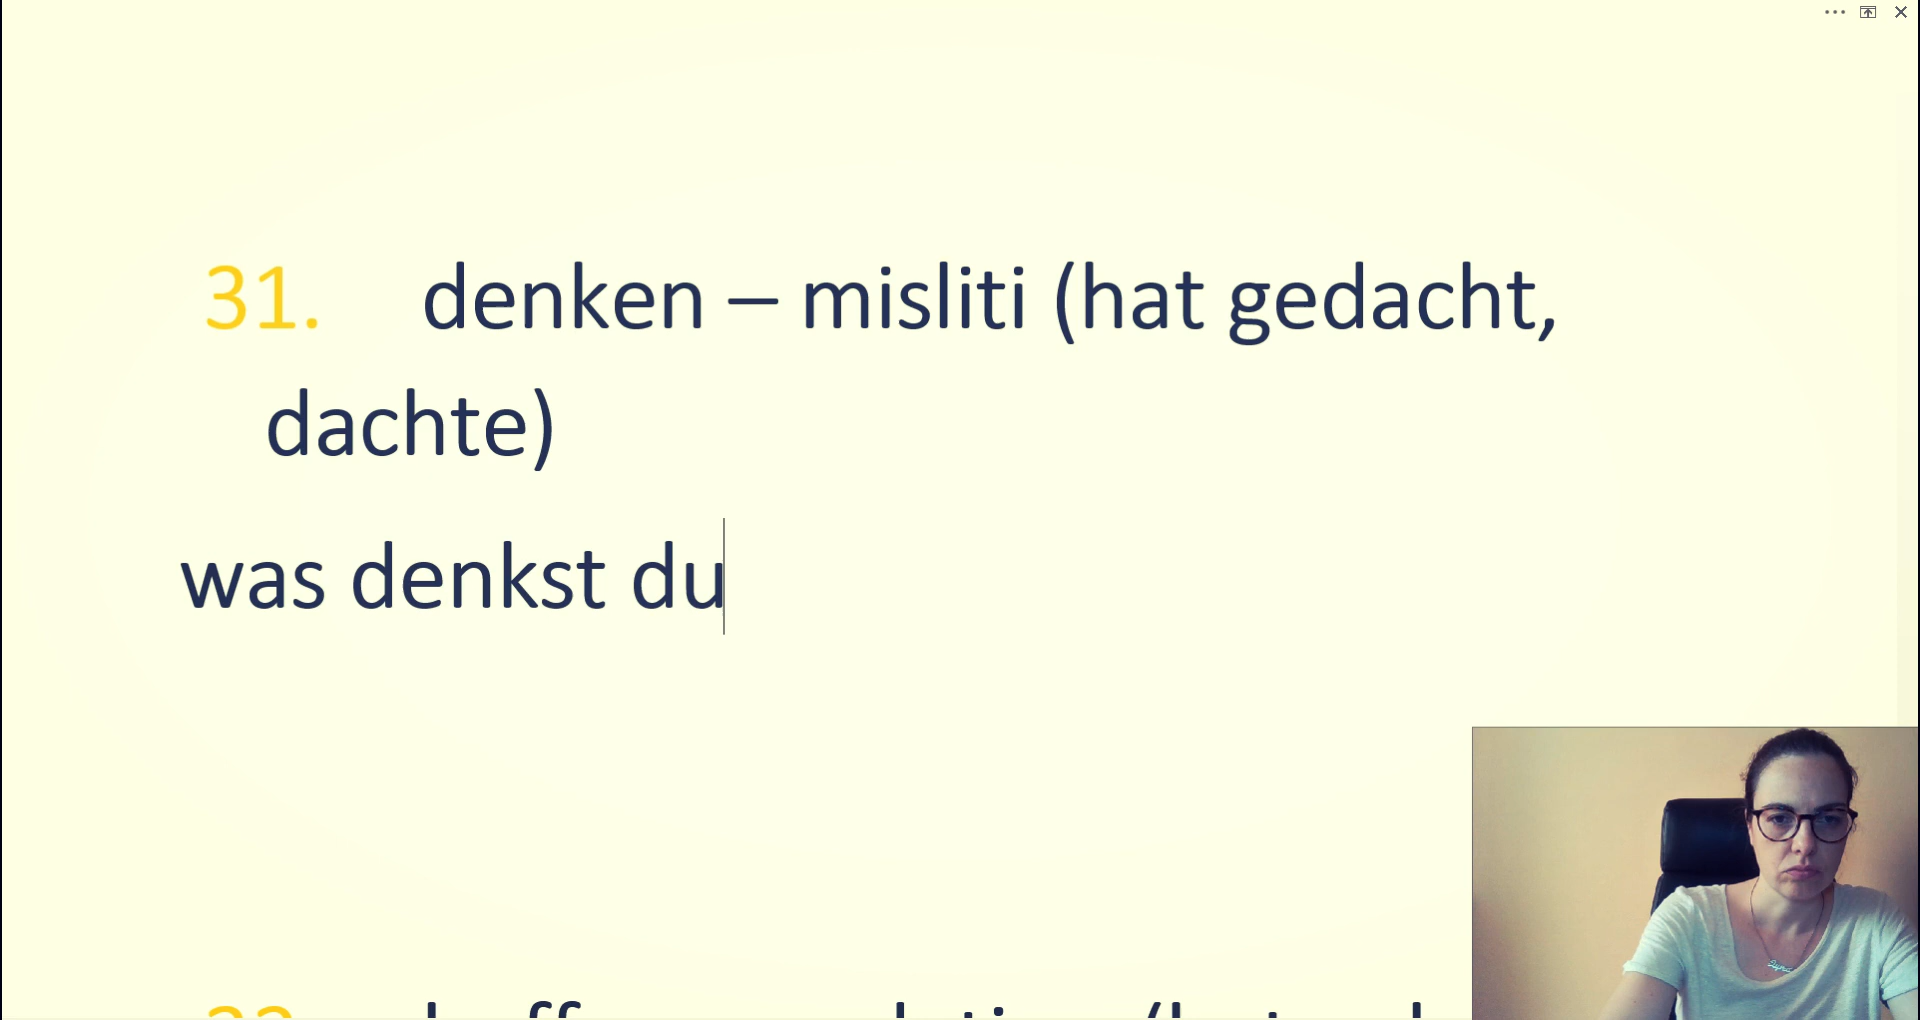 31. denken – misliti (hat gedacht,
dachte)
was denkst du